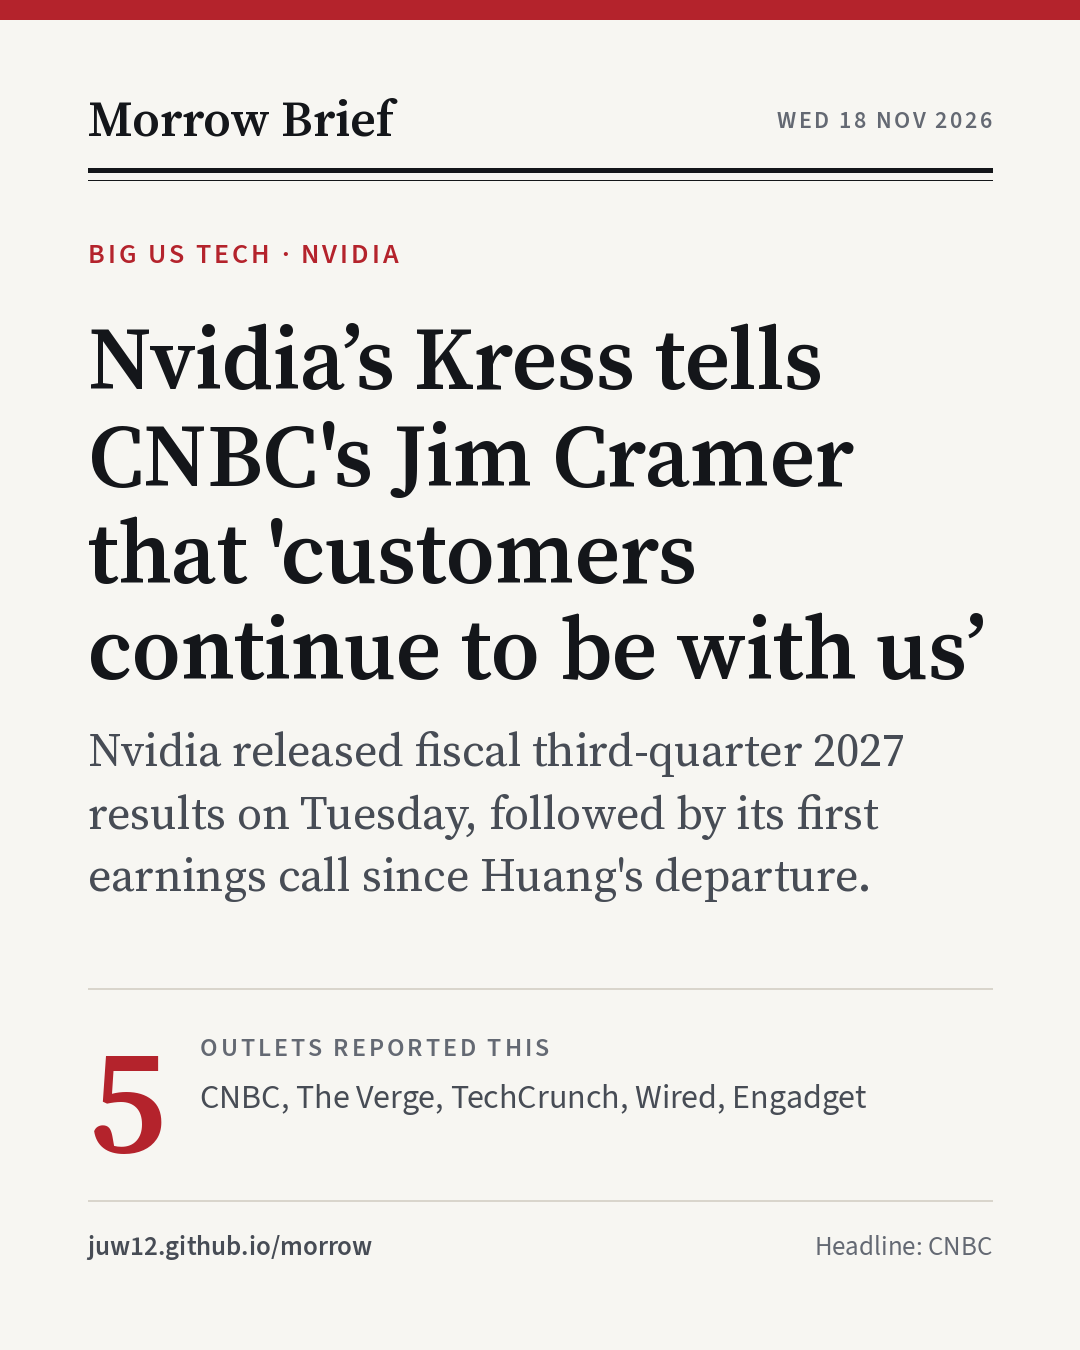 Morrow Brief
WED 18 NOV 2026
BIG US TECH · NVIDIA
Nvidia’s Kress tells
CNBC's Jim Cramer
that 'customers
continue to be with us’
Nvidia released fiscal third-quarter 2027
results on Tuesday, followed by its first
earnings call since Huang's departure.
5
OUTLETS REPORTED THIS
CNBC, The Verge, TechCrunch, Wired, Engadget
juw12.github.io/morrow
Headline: CNBC